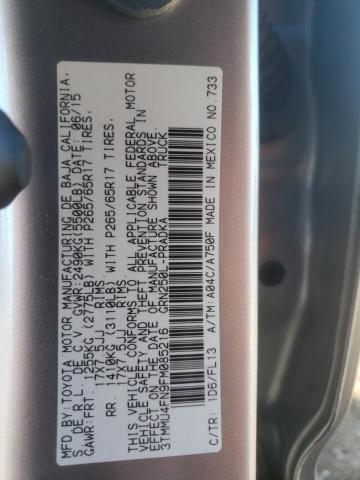 MFD.BY: TOYOTA MOTOR MANUFACTURING DE BAJA CALIFORNIA,
S. DE R.L. DE C.V. GVWR: 2490KG(5500LB) DATE: 06/15
GAWR: FRT. 1255KG (2775LB) WITH P265/65R17 TIRES,
17X7.5JJ RIMS
RR. 1410KG (3110LB) WITH P265/65R17 TIRES,
17X7.5JJ RIMS
THIS VEHICLE CONFORMS TO ALL APPLICABLE FEDERAL MOTOR
VEHICLE SAFETY AND THEFT PREVENTION STANDARDS IN
EFFECT ON THE DATE OF MANUFACTURE SHOWN ABOVE.
3TMMU4FN9FM085216 GRN250L-PRADKA TRUCK
C/TR: 1D6/FL13 A/TM: A04C/A750F MADE IN MEXICO NO. 733